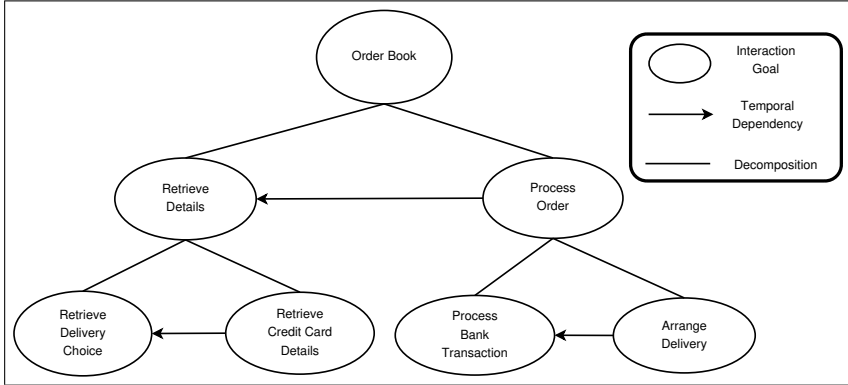 Order Book
Interaction
Goal
Temporal
Dependency
Decomposition
Retrieve
Details
Process
Order
Retrieve
Delivery
Choice
Retrieve
Credit Card
Details
Process
Bank
Transaction
Arrange
Delivery